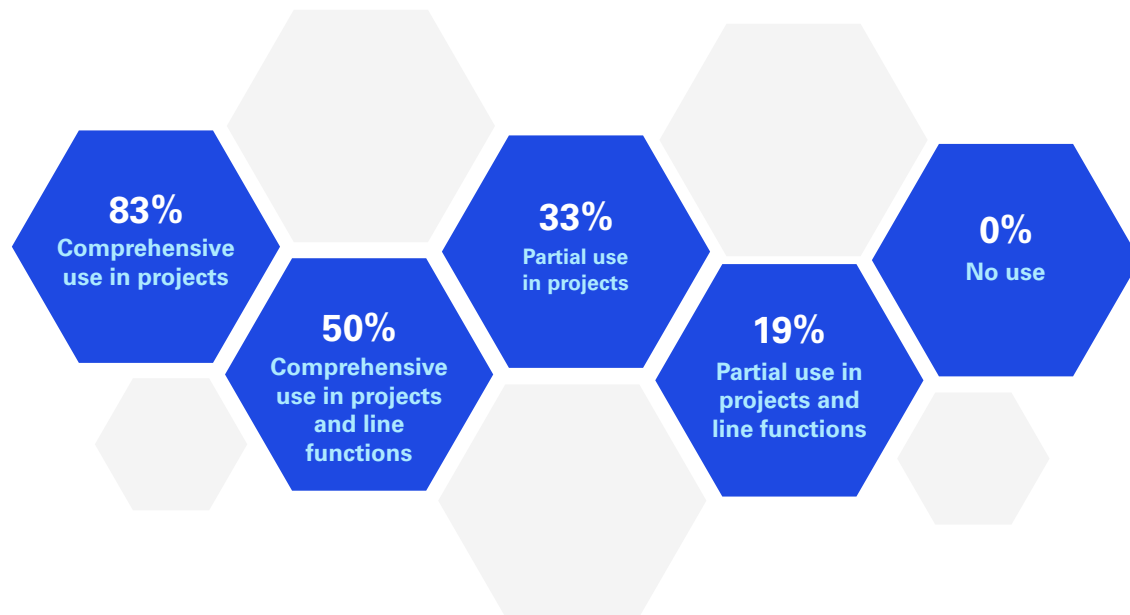 83%
Comprehensive
use in projects
50%
Comprehensive
use in projects
and line
functions
33%
Partial use
in projects
19%
Partial use in
projects and
line functions
0%
No use